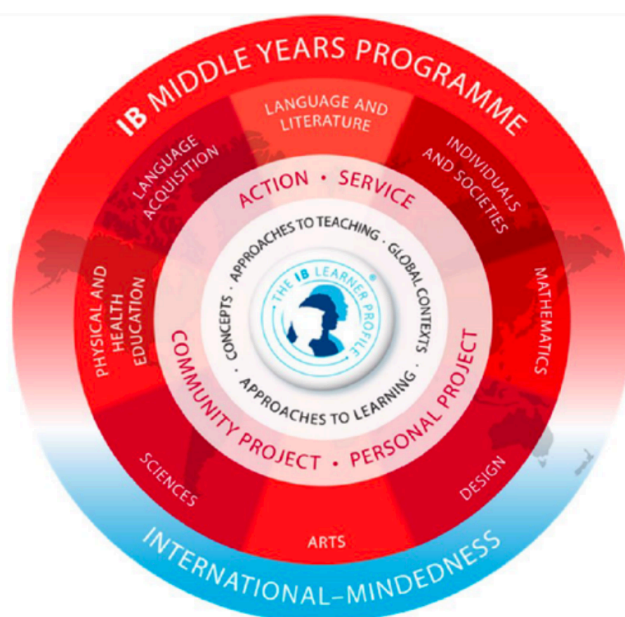 IB MIDDLE YEARS PROGRAMME
LANGUAGE AND
LITERATURE
INDIVIDUALS
AND SOCIETIES
MATHEMATICS
DESIGN
ARTS
SCIENCES
PHYSICAL AND
HEALTH
EDUCATION
LANGUAGE
ACQUISITION
ACTION • SERVICE
PERSONAL PROJECT
•
COMMUNITY PROJECT
APPROACHES TO TEACHING ·
GLOBAL CONTEXTS ·
APPROACHES TO LEARNING ·
CONCEPTS ·
THE IB LEARNER PROFILE ®
INTERNATIONAL–MINDEDNESS